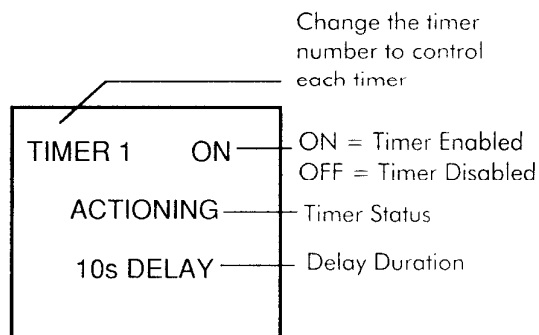 Change the timer
number to control
each timer
TIMER 1 ON
ON = Timer Enabled
OFF = Timer Disabled
ACTIONING
Timer Status
10s DELAY
Delay Duration